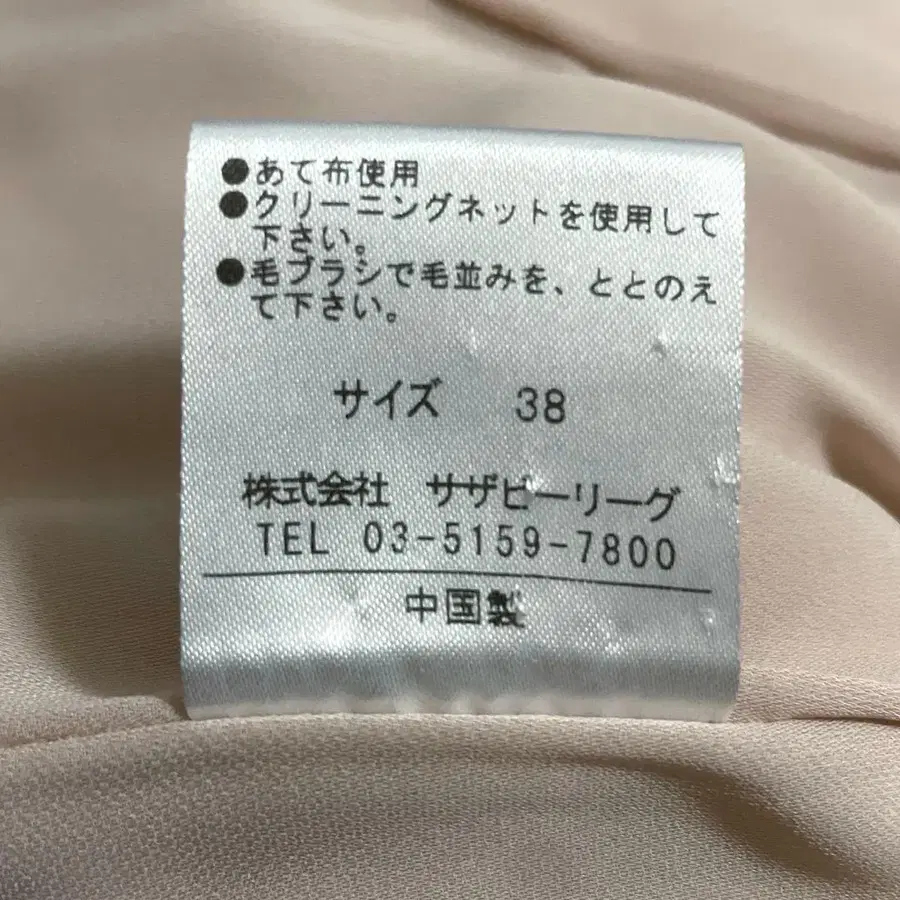 ●あて布使用
●クリーニングネットを使用して
下さい。
●毛ブラシで毛並みを、ととのえ
て下さい。
サイズ 38
株式会社 サザビーリーグ
TEL 03-5159-7800
中国製